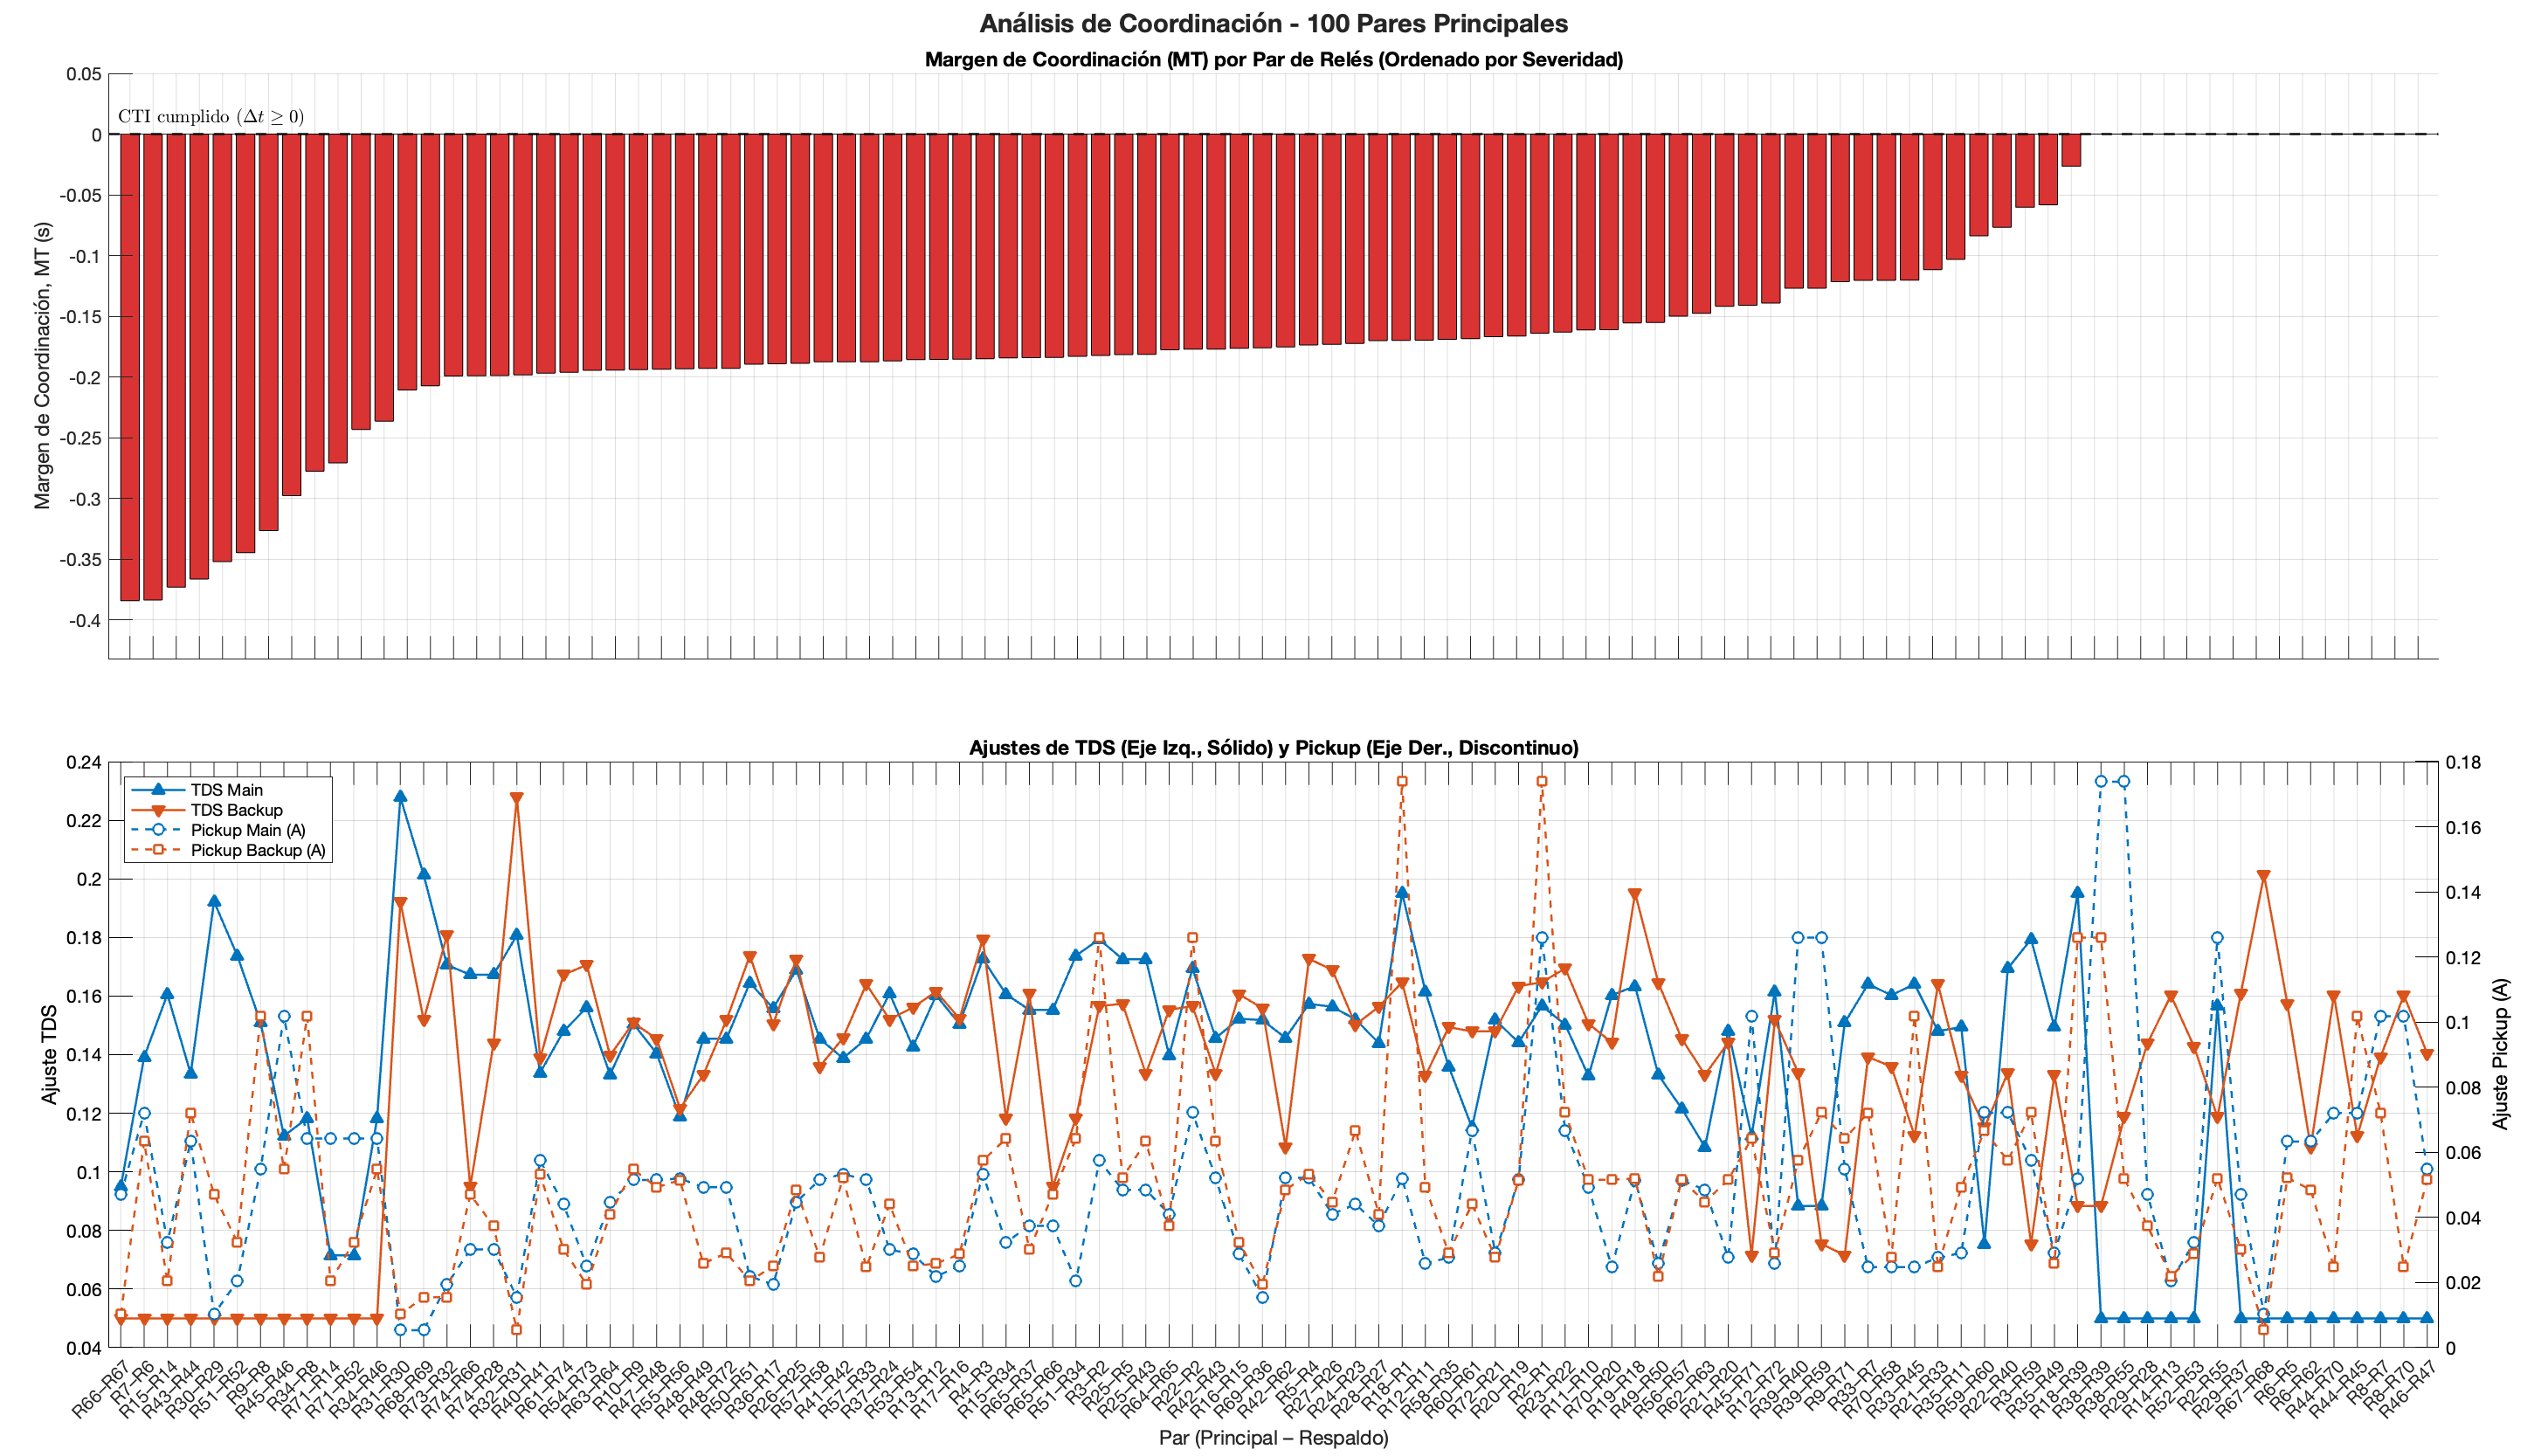 Análisis de Coordinación - 100 Pares Principales
Margen de Coordinación (MT) por Par de Relés (Ordenado por Severidad)
0.05
CTI cumplido (Δt ≥ 0)
0
-0.05
-0.1
-0.15
-0.2
-0.25
-0.3
-0.35
-0.4
Margen de Coordinación, MT (s)
Ajustes de TDS (Eje Izq., Sólido) y Pickup (Eje Der., Discontinuo)
TDS Main
TDS Backup
Pickup Main (A)
Pickup Backup (A)
0.24
0.22
0.2
0.18
0.16
0.14
0.12
0.1
0.08
0.06
0.04
Ajuste TDS
0.18
0.16
0.14
0.12
0.1
0.08
0.06
0.04
0.02
0
Ajuste Pickup (A)
R66–R67
R7–R6
R15–R14
R43–R44
R30–R29
R51–R52
R9–R8
R45–R46
R34–R8
R71–R14
R71–R52
R34–R46
R31–R30
R68–R69
R73–R32
R74–R66
R74–R28
R32–R31
R40–R41
R61–R74
R54–R73
R63–R64
R10–R9
R47–R48
R55–R56
R48–R49
R48–R72
R50–R51
R36–R17
R26–R25
R57–R58
R41–R42
R57–R33
R37–R24
R53–R54
R13–R12
R17–R16
R4–R3
R15–R34
R65–R37
R65–R66
R51–R34
R3–R2
R25–R5
R25–R43
R64–R65
R22–R2
R42–R43
R16–R15
R69–R36
R42–R62
R5–R4
R27–R26
R24–R23
R28–R27
R18–R1
R12–R11
R58–R35
R60–R61
R72–R21
R20–R19
R2–R1
R23–R22
R11–R10
R70–R20
R19–R18
R49–R50
R56–R57
R62–R63
R21–R20
R45–R71
R12–R72
R39–R40
R39–R59
R9–R71
R33–R7
R70–R58
R33–R45
R21–R33
R35–R11
R59–R60
R22–R40
R3–R59
R35–R49
R18–R39
R38–R39
R38–R55
R29–R28
R14–R13
R52–R53
R2–R55
R29–R37
R67–R68
R6–R5
R6–R62
R44–R70
R44–R45
R8–R7
R8–R70
R46–R47
Par (Principal – Respaldo)